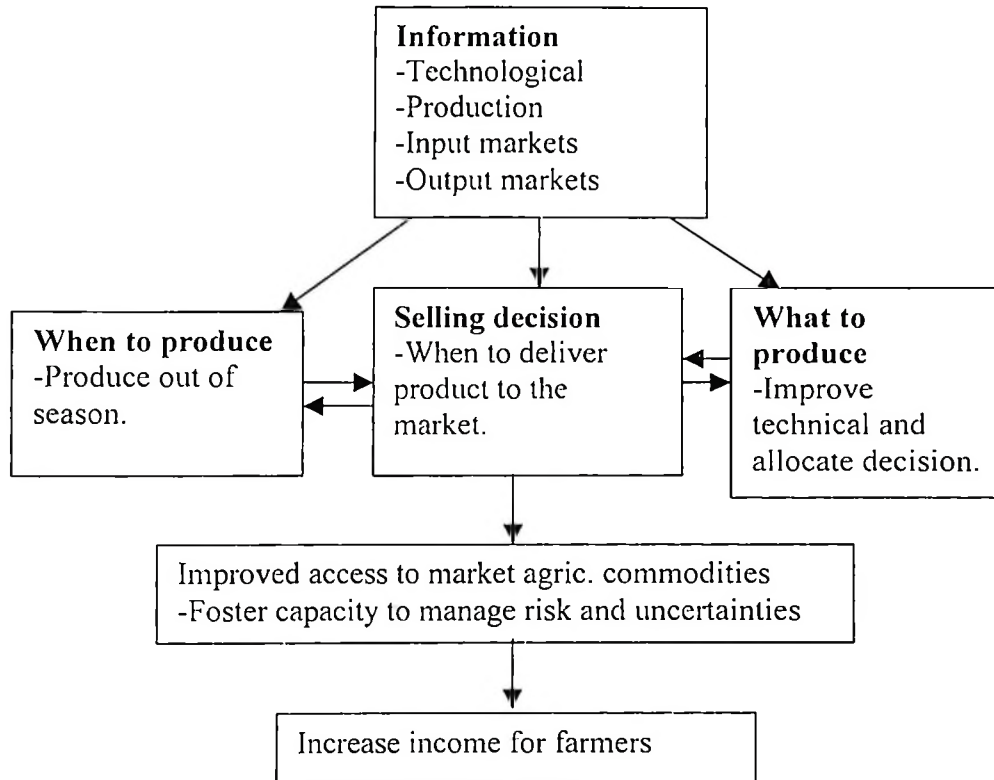 Information
-Technological
-Production
-Input markets
-Output markets
When to produce
-Produce out of
season.
Selling decision
-When to deliver
product to the
market.
What to
produce
-Improve
technical and
allocate decision.
Improved access to market agric. commodities
-Foster capacity to manage risk and uncertainties
Increase income for farmers